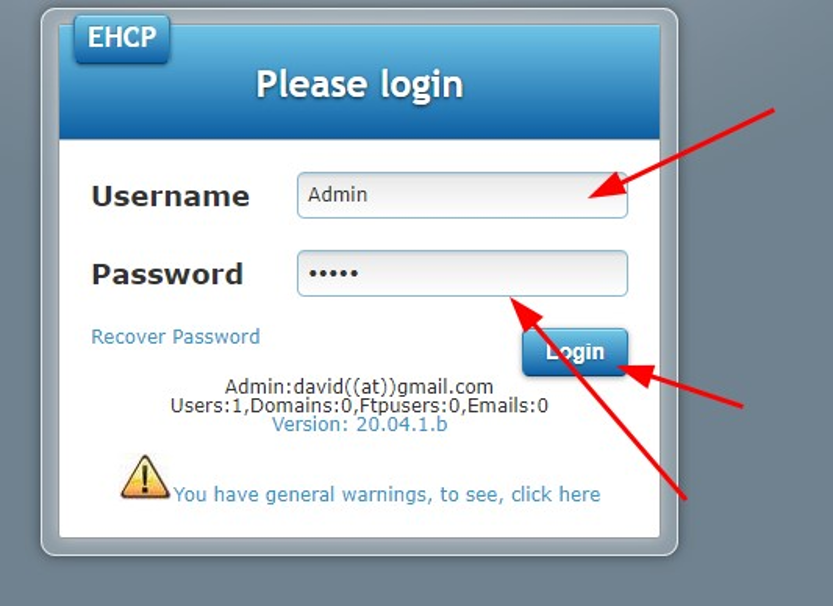 EHCP
Please login
Username
Admin
Password
•••••
Recover Password
Login
Admin:david((at))gmail.com
Users:1,Domains:0,Ftpusers:0,Emails:0
Version: 20.04.1.b
You have general warnings, to see, click here